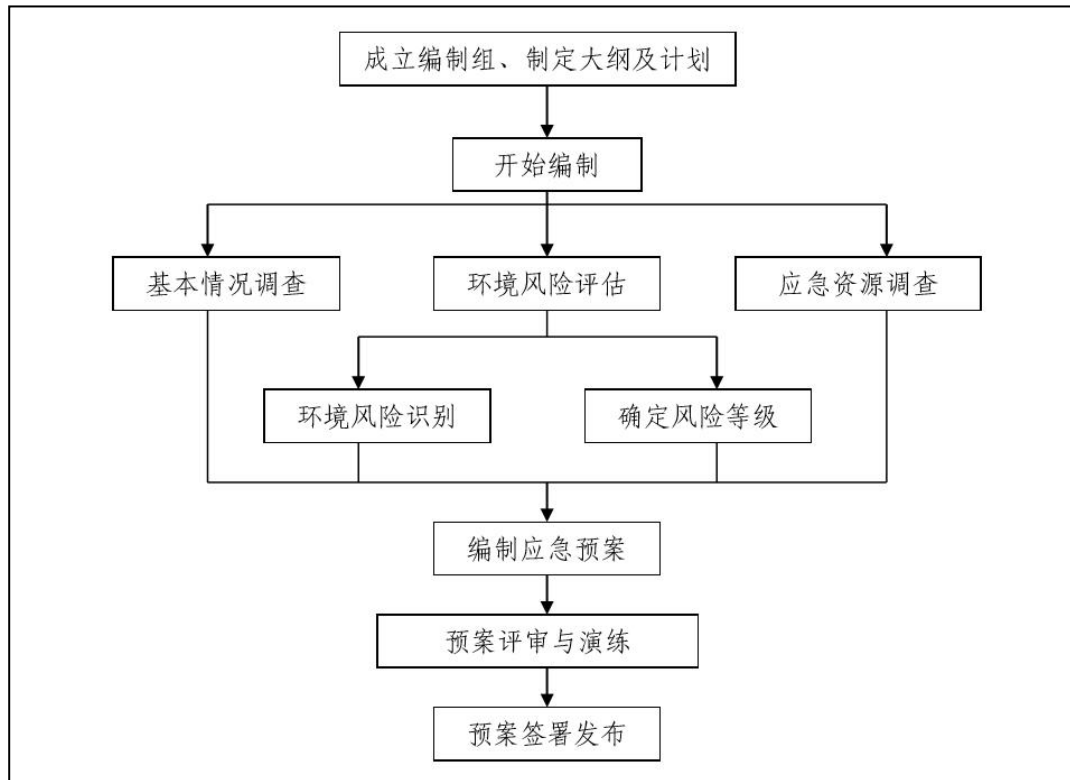 成立编制组、制定大纲及计划
开始编制
基本情况调查
环境风险评估
应急资源调查
环境风险识别
确定风险等级
编制应急预案
预案评审与演练
预案签署发布